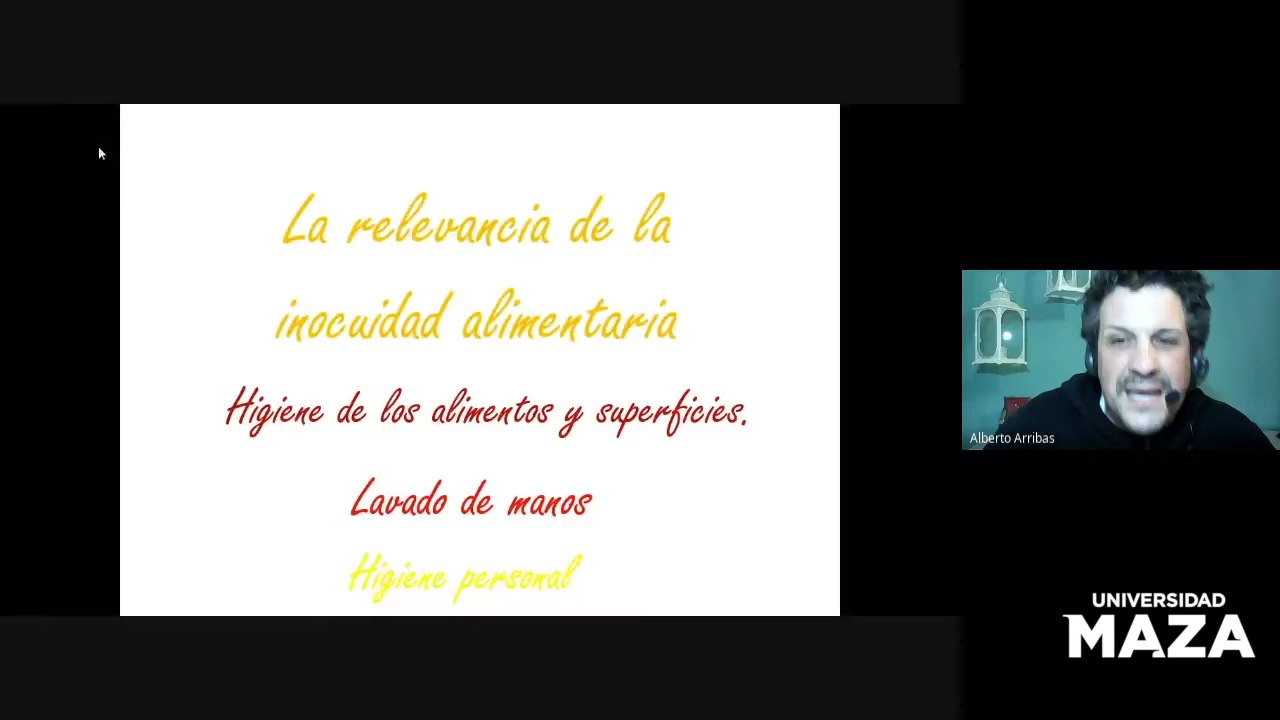 La relevancia de la
inocuidad alimentaria
Higiene de los alimentos y superficies.
Lavado de manos
Higiene personal
Alberto Arribas
UNIVERSIDAD
MAZA